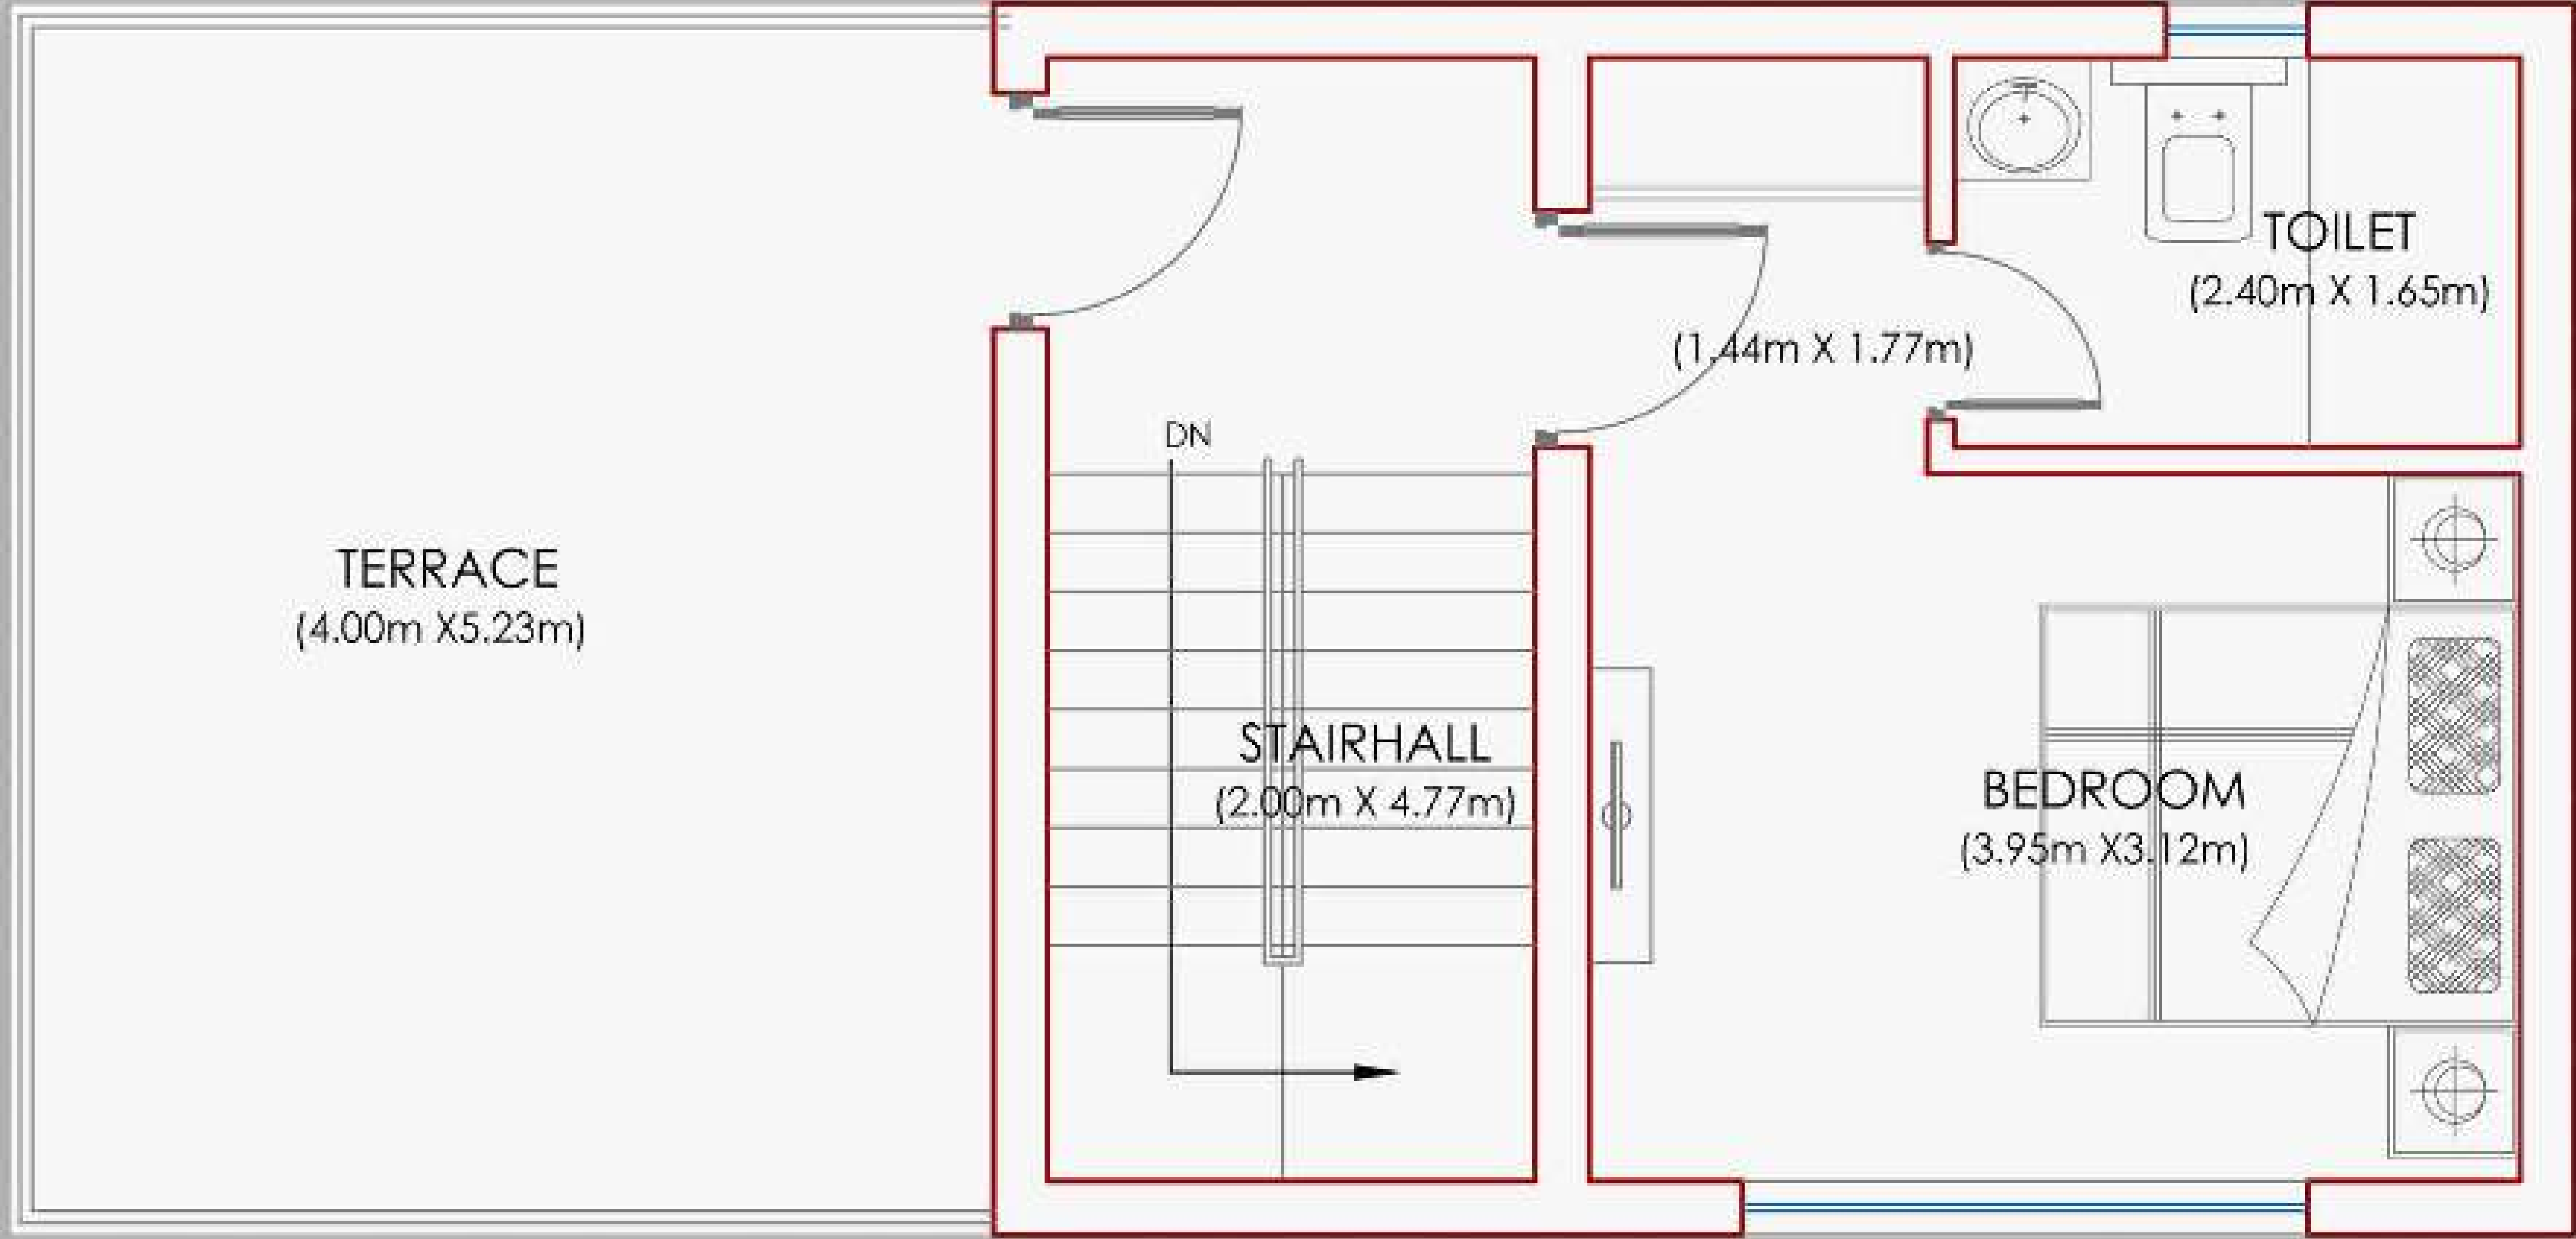 TOILET
(2.40m X 1.65m)
(1.44m X 1.77m)
DN
TERRACE
(4.00m X5.23m)
STAIRHALL
(2.00m X 4.77m)
BEDROOM
(3.95m X3.12m)